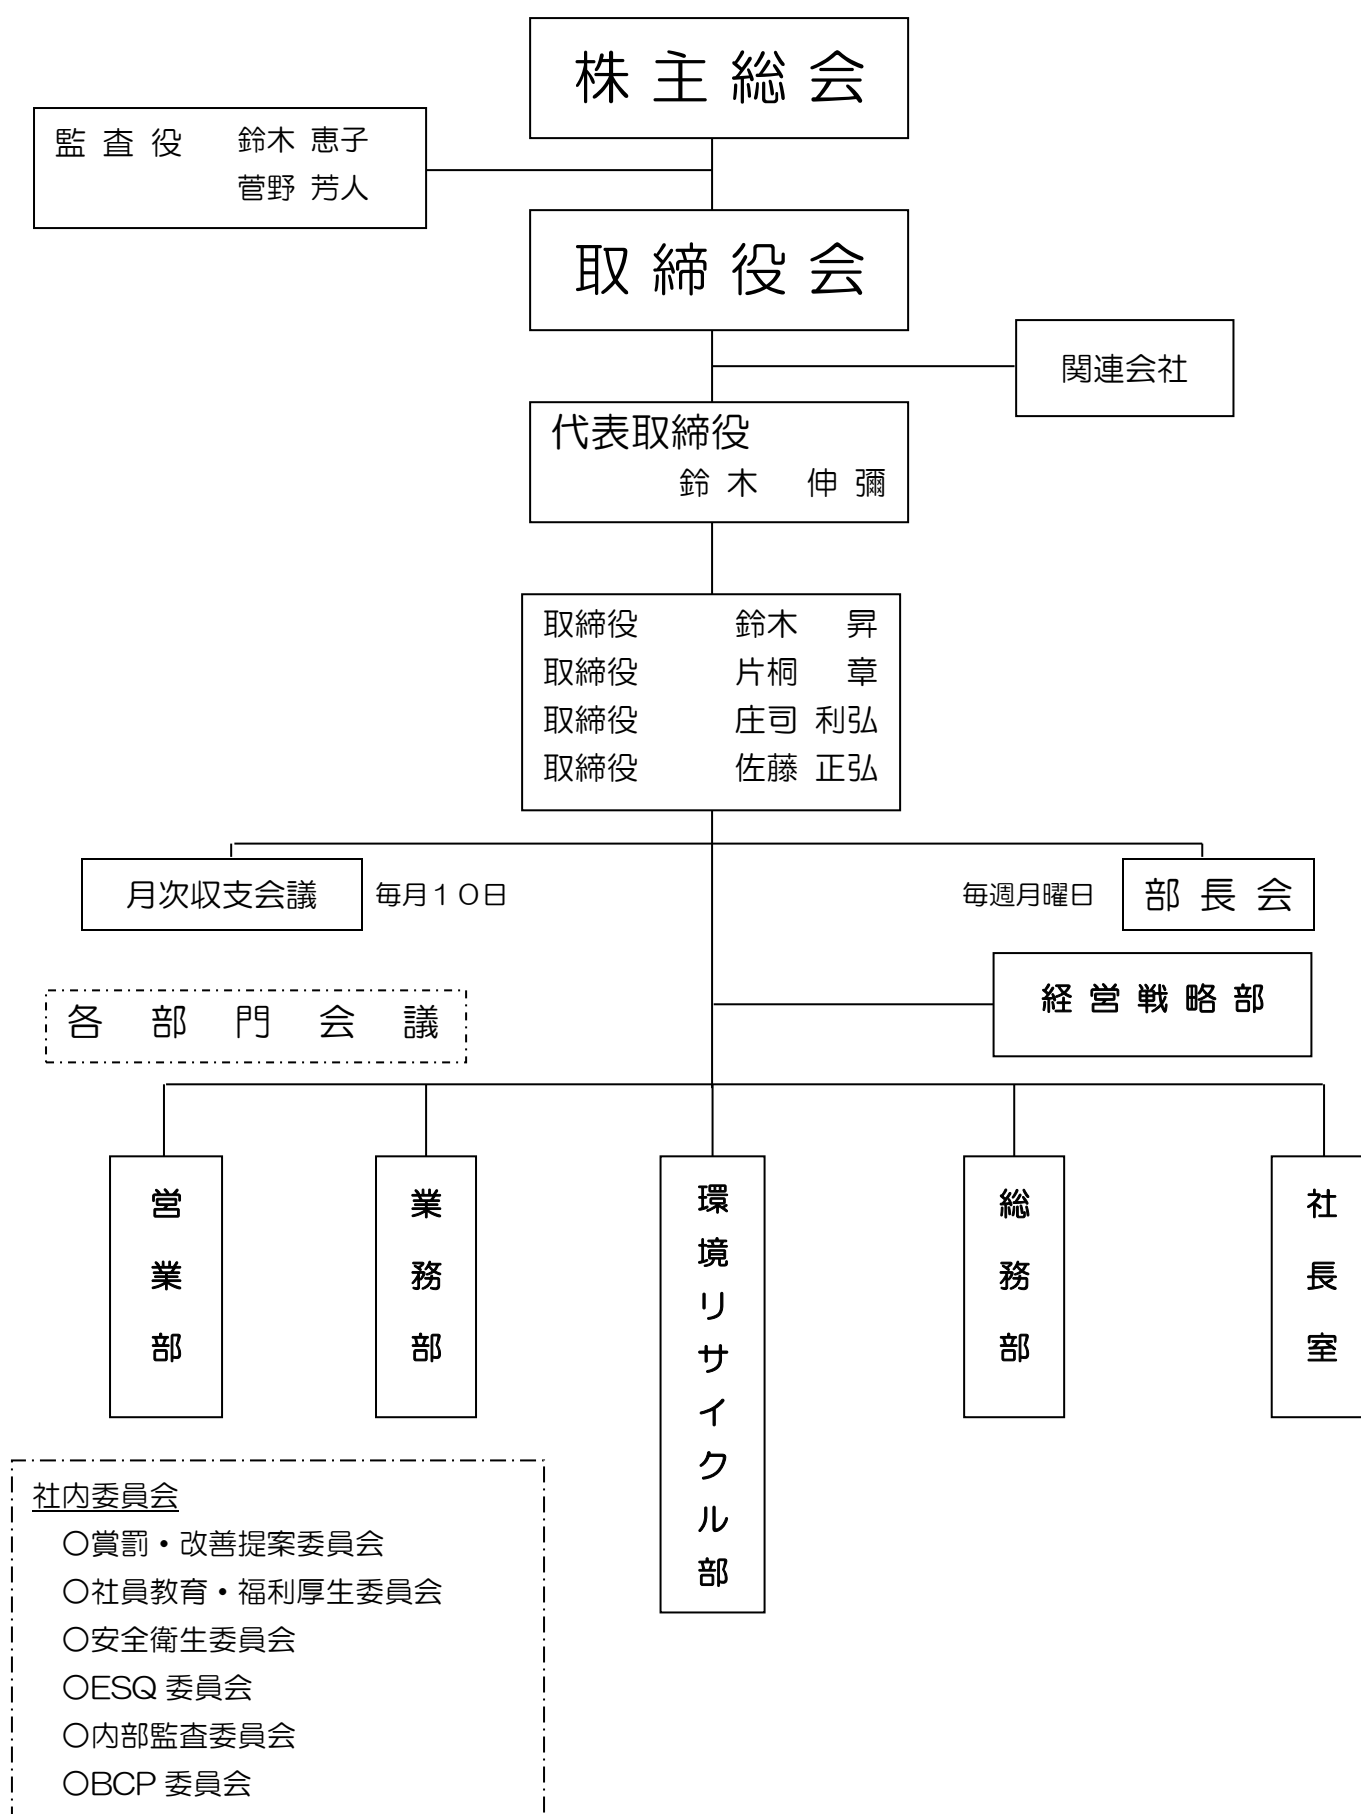 株主総会
監査役 鈴木 恵子
菅野 芳人
取締役会
関連会社
代表取締役
鈴木 伸彌
取締役 鈴木 昇
取締役 片桐 章
取締役 庄司 利弘
取締役 佐藤 正弘
月次収支会議 毎月１０日
毎週月曜日 部長会
経営戦略部
各部門会議
営業部
業務部
環境リサイクル部
総務部
社長室
社内委員会
○賞罰・改善提案委員会
○社員教育・福利厚生委員会
○安全衛生委員会
○ESQ 委員会
○内部監査委員会
○BCP 委員会